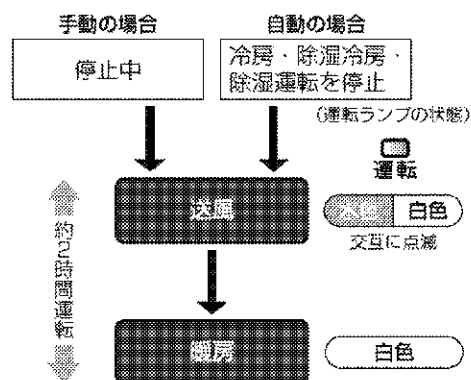 手動の場合
自動の場合
停止中
冷房・除湿冷房・
除湿運転を停止
(運転ランプの状態)
運転
送風
水色
白色
交互に点滅
約2時間運転
暖房
白色